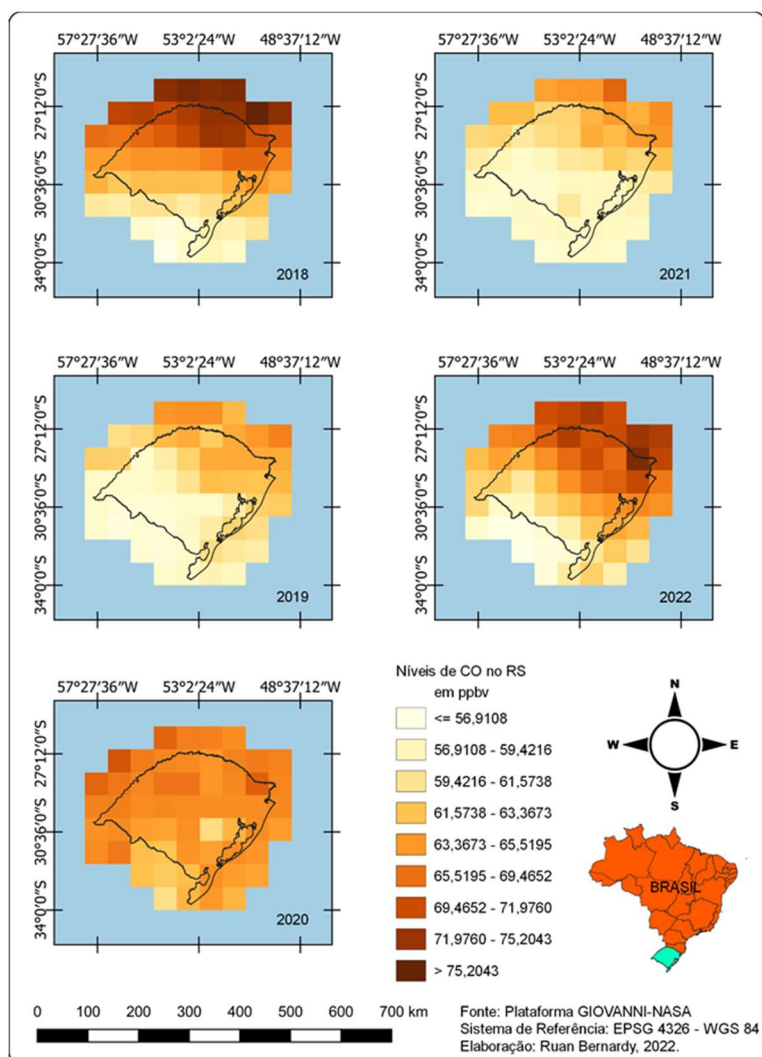 57°27′36″W 53°2′24″W 48°37′12″W
27°12′0″S
30°36′0″S
34°0′0″S
2018
57°27′36″W 53°2′24″W 48°37′12″W
27°12′0″S
30°36′0″S
34°0′0″S
2021
57°27′36″W 53°2′24″W 48°37′12″W
27°12′0″S
30°36′0″S
34°0′0″S
2019
57°27′36″W 53°2′24″W 48°37′12″W
27°12′0″S
30°36′0″S
34°0′0″S
2022
57°27′36″W 53°2′24″W 48°37′12″W
27°12′0″S
30°36′0″S
34°0′0″S
2020
Níveis de CO no RS
em ppbv
<= 56,9108
56,9108 - 59,4216
59,4216 - 61,5738
61,5738 - 63,3673
63,3673 - 65,5195
65,5195 - 69,4652
69,4652 - 71,9760
71,9760 - 75,2043
> 75,2043
N
W E
S
BRASIL
0 100 200 300 400 500 600 700 km
Fonte: Plataforma GIOVANNI-NASA
Sistema de Referência: EPSG 4326 - WGS 84
Elaboração: Ruan Bernardy, 2022.